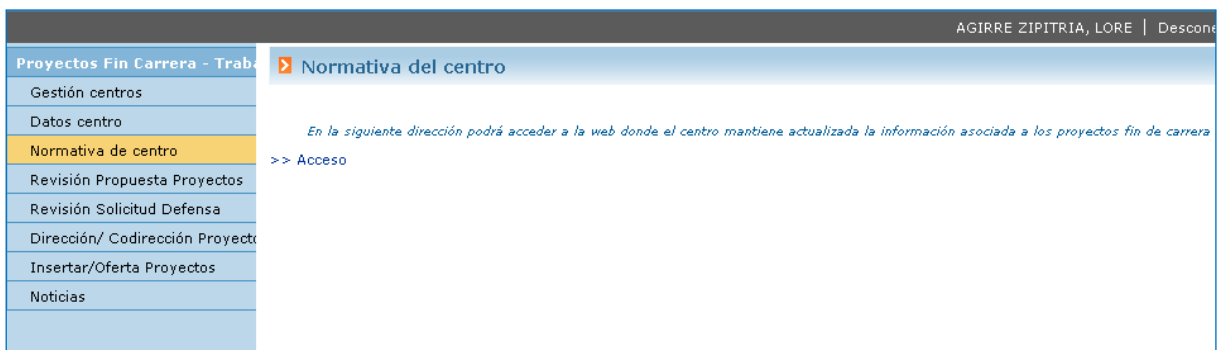 AGIRRE ZIPITRIA, LORE | Descone
Proyectos Fin Carrera - Traba
Gestión centros
Datos centro
Normativa de centro
Revisión Propuesta Proyectos
Revisión Solicitud Defensa
Dirección/ Codirección Proyecto
Insertar/Oferta Proyectos
Noticias
Normativa del centro
En la siguiente dirección podrá acceder a la web donde el centro mantiene actualizada la información asociada a los proyectos fin de carrera
>> Acceso